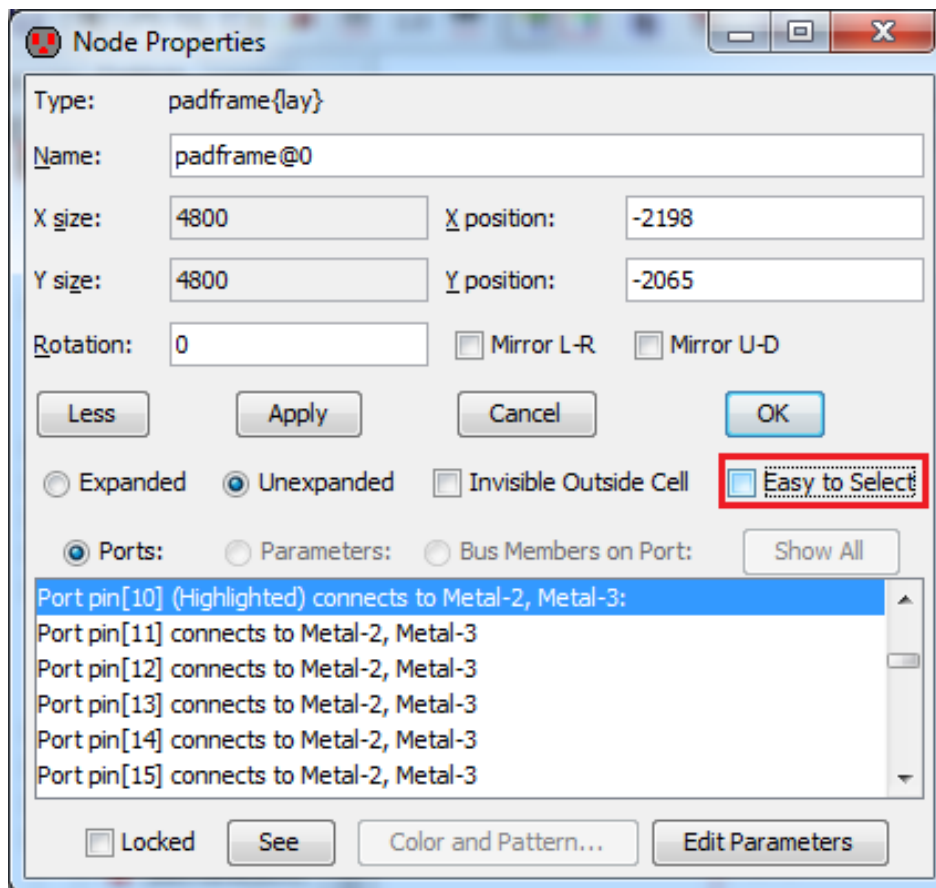 Node Properties
Type: padframe{lay}
Name: padframe@0
X size: 4800 X position: -2198
Y size: 4800 Y position: -2065
Rotation: 0 Mirror L-R Mirror U-D
Less Apply Cancel OK
Expanded Unexpanded Invisible Outside Cell Easy to Select
Ports: Parameters: Bus Members on Port: Show All
Port pin[10] (Highlighted) connects to Metal-2, Metal-3:
Port pin[11] connects to Metal-2, Metal-3
Port pin[12] connects to Metal-2, Metal-3
Port pin[13] connects to Metal-2, Metal-3
Port pin[14] connects to Metal-2, Metal-3
Port pin[15] connects to Metal-2, Metal-3
Locked See Color and Pattern... Edit Parameters